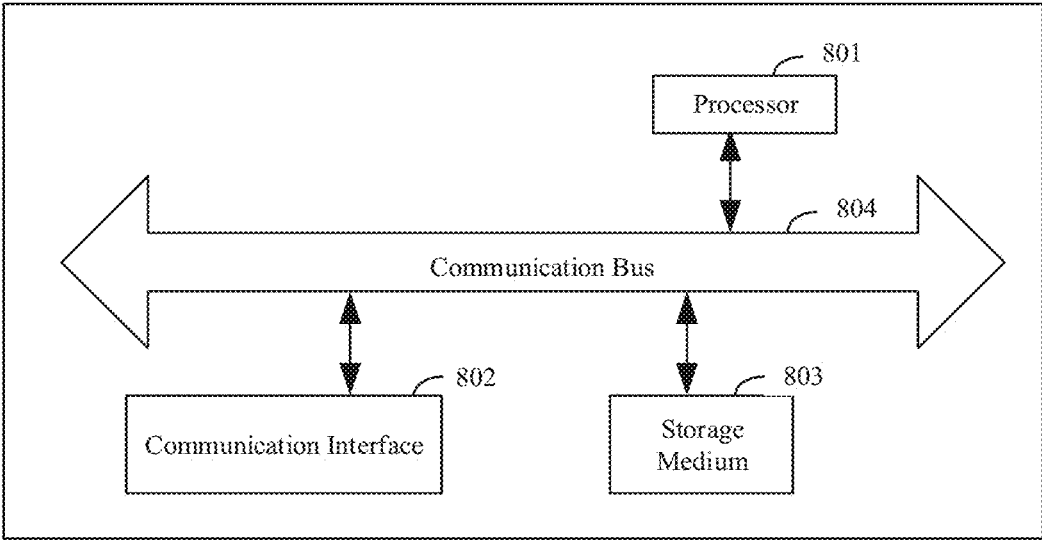 801
Processor
804
Communication Bus
802
803
Communication Interface
Storage
Medium